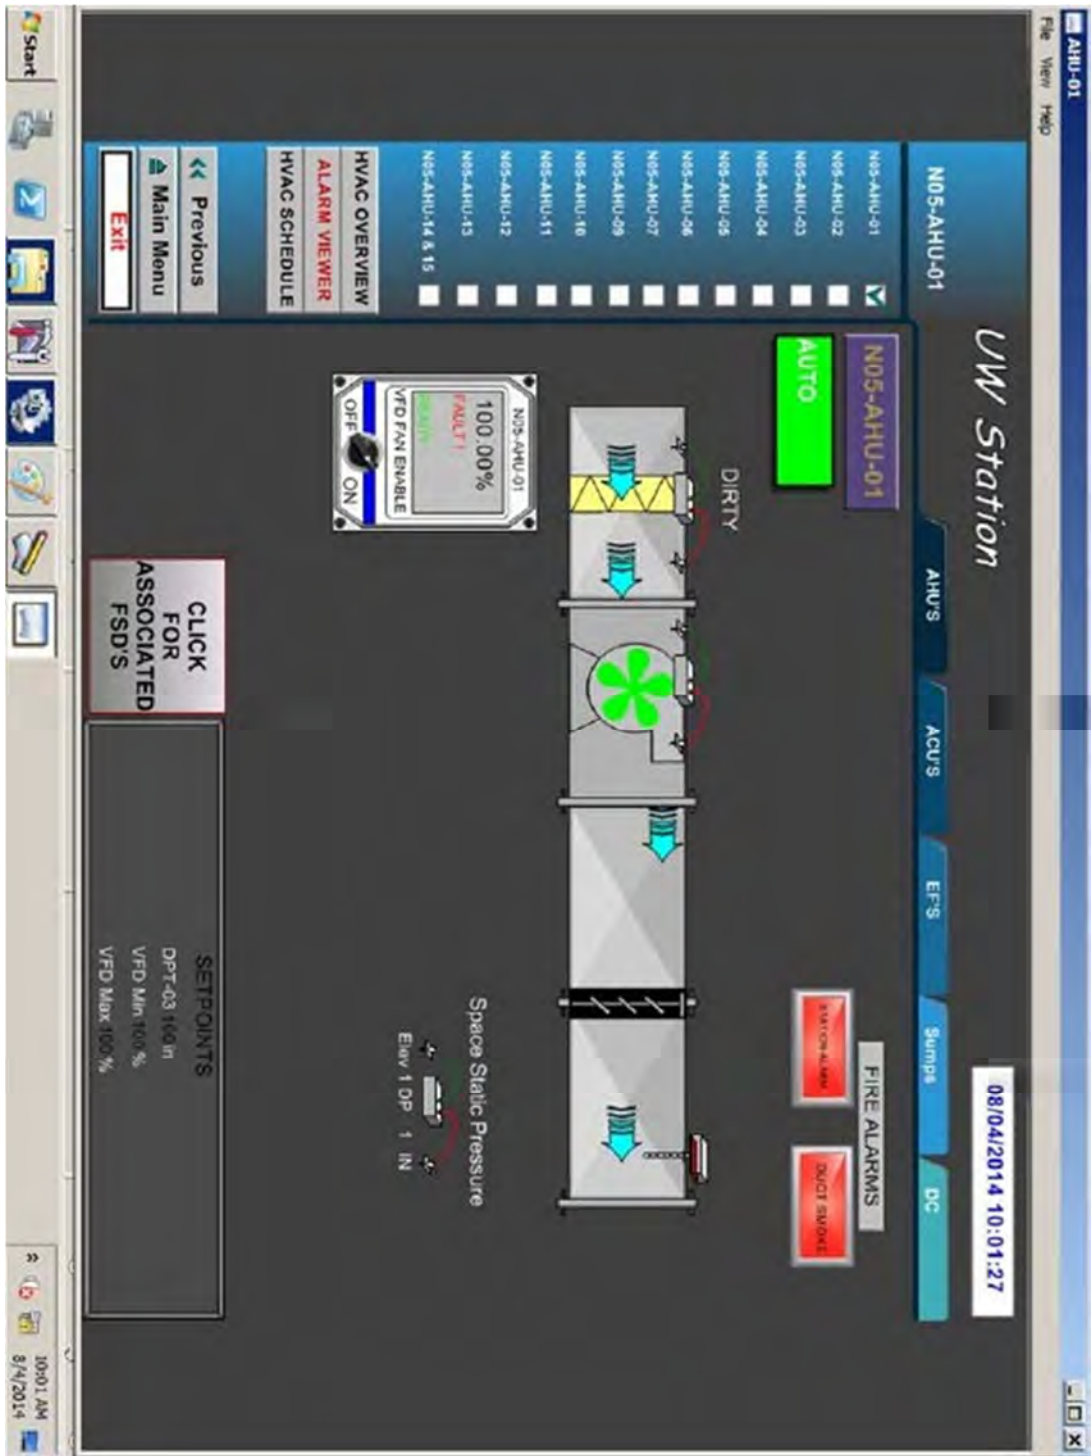 AHU-01
File View Help
N05-AHU-01
UW Station
08/04/2014 10:01:27
AHU'S
ACU'S
EF'S
Sumps
DC
N05-AHU-01
N05-AHU-02
N05-AHU-03
N05-AHU-04
N05-AHU-05
N05-AHU-06
N05-AHU-07
N05-AHU-09
N05-AHU-10
N05-AHU-11
N05-AHU-12
N05-AHU-13
N05-AHU-14 & 15
HVAC OVERVIEW
ALARM VIEWER
HVAC SCHEDULE
Previous
Main Menu
Exit
N05-AHU-01
AUTO
FIRE ALARMS
STATION ALARM
DUCT SMOKE
DIRTY
N05-AHU-01
100.00%
FAULT !
READY
VFD FAN ENABLE
OFF
ON
Space Static Pressure
Elev 1 DP 1 IN
CLICK
FOR
ASSOCIATED
FSD'S
SETPOINTS
DPT-03 100 in
VFD Min 100 %
VFD Max 100 %
Start
10:01 AM
8/4/2014